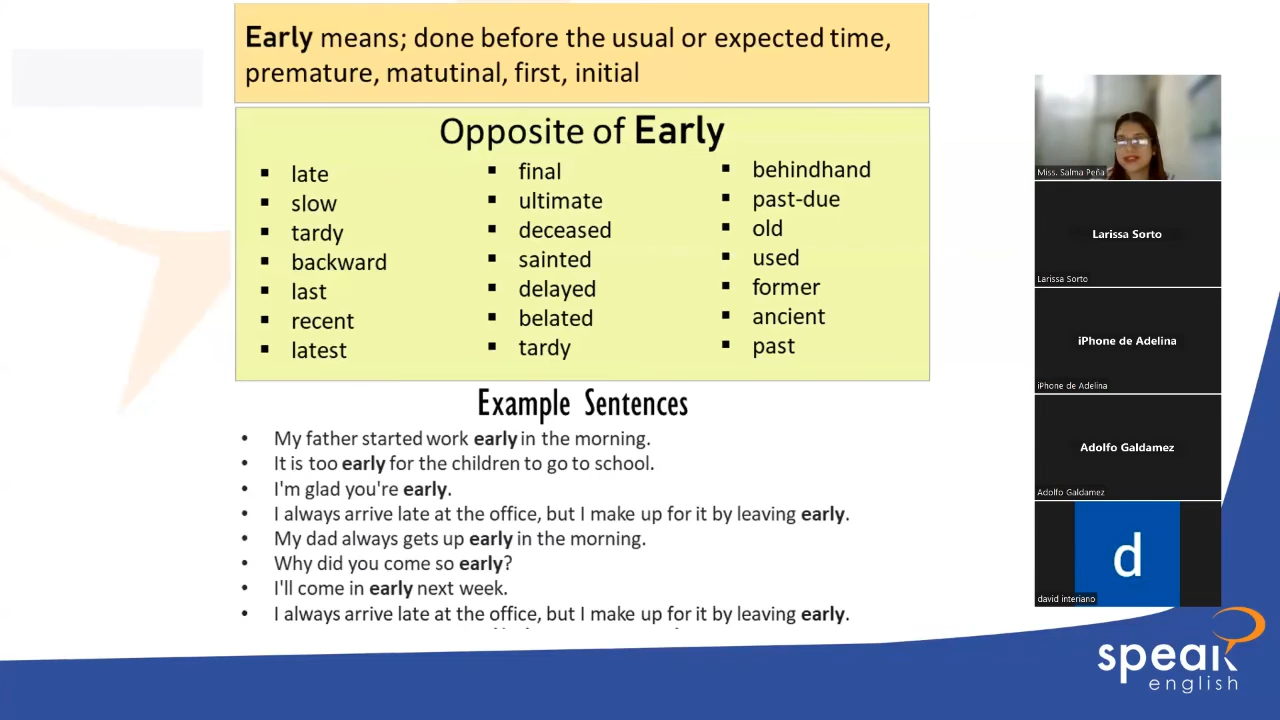 Early means; done before the usual or expected time,
premature, matutinal, first, initial
Opposite of Early
▪ late
▪ slow
▪ tardy
▪ backward
▪ last
▪ recent
▪ latest
▪ final
▪ ultimate
▪ deceased
▪ sainted
▪ delayed
▪ belated
▪ tardy
▪ behindhand
▪ past-due
▪ old
▪ used
▪ former
▪ ancient
▪ past
Example Sentences
• My father started work early in the morning.
• It is too early for the children to go to school.
• I'm glad you're early.
• I always arrive late at the office, but I make up for it by leaving early.
• My dad always gets up early in the morning.
• Why did you come so early?
• I'll come in early next week.
• I always arrive late at the office, but I make up for it by leaving early.
Miss. Salma Peña
Larissa Sorto
Larissa Sorto
iPhone de Adelina
iPhone de Adelina
Adolfo Galdamez
Adolfo Galdamez
d
david interiano
speak
english